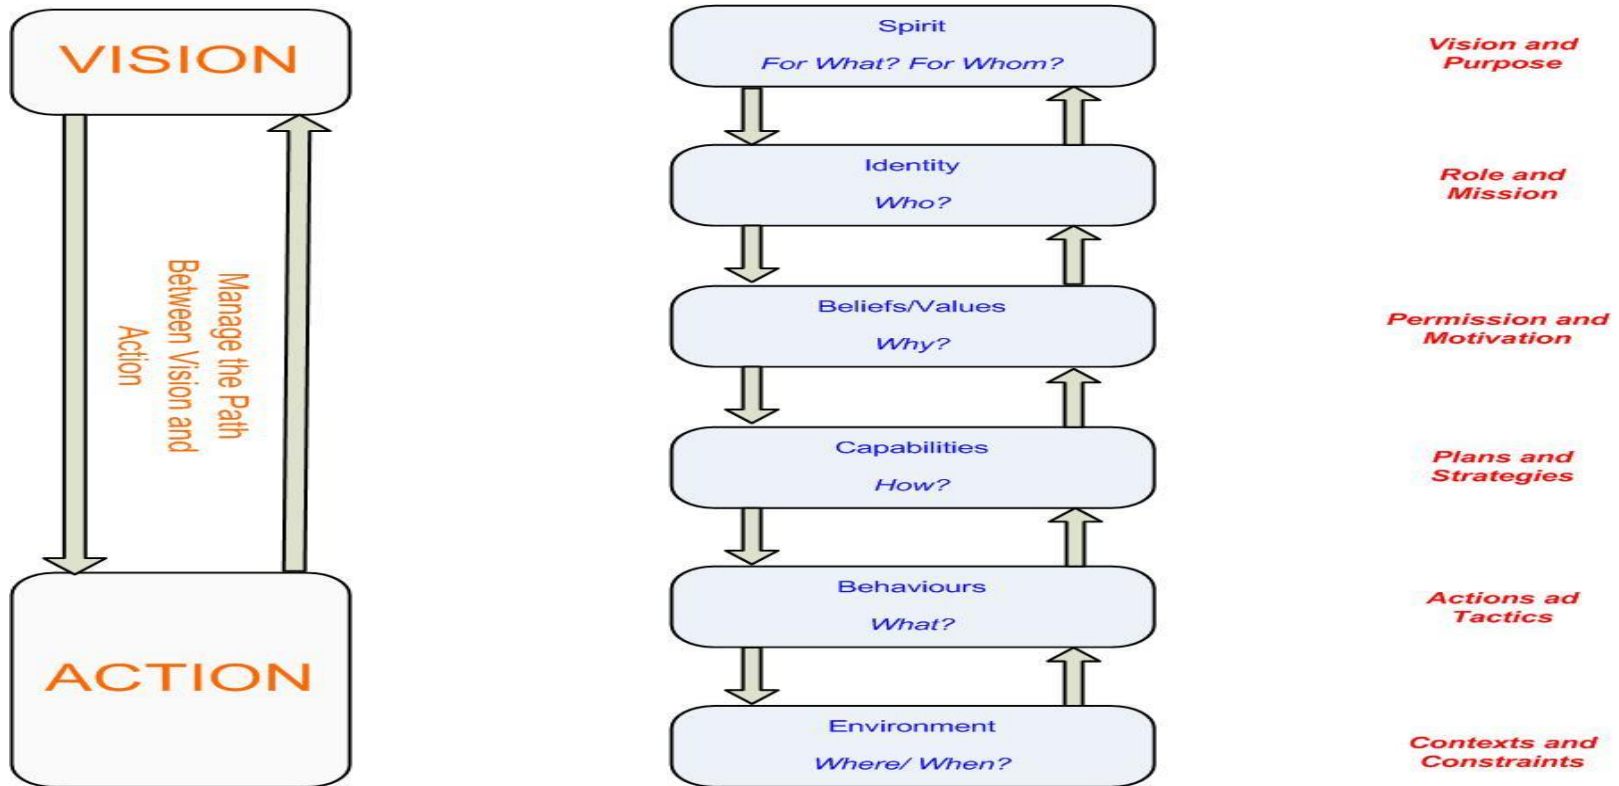 VISION
Manage the Path
Between Vision and
Action
ACTION
Spirit
For What? For Whom?
Identity
Who?
Beliefs/Values
Why?
Capabilities
How?
Behaviours
What?
Environment
Where/ When?
Vision and
Purpose
Role and
Mission
Permission and
Motivation
Plans and
Strategies
Actions ad
Tactics
Contexts and
Constraints